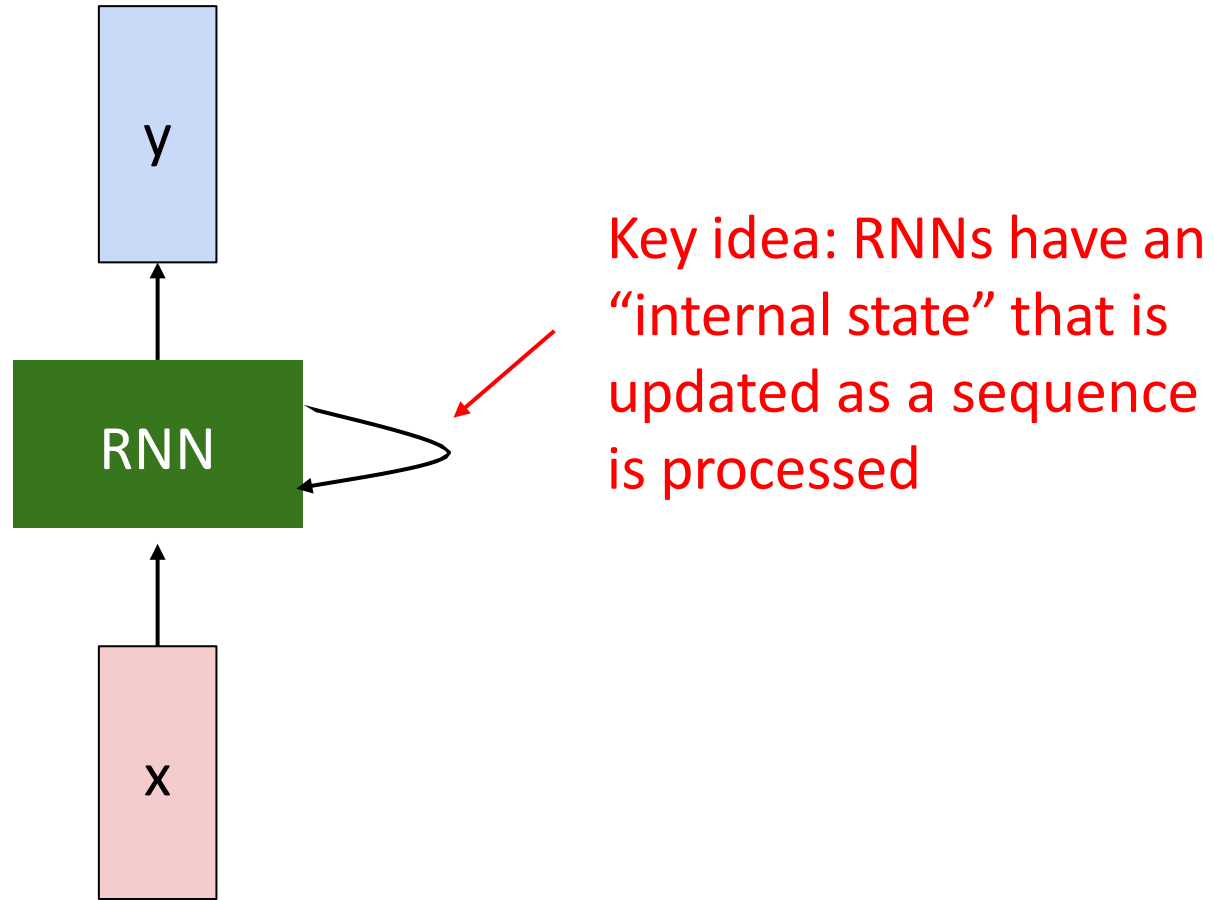 y
Key idea: RNNs have an
“internal state” that is
updated as a sequence
is processed
RNN
x